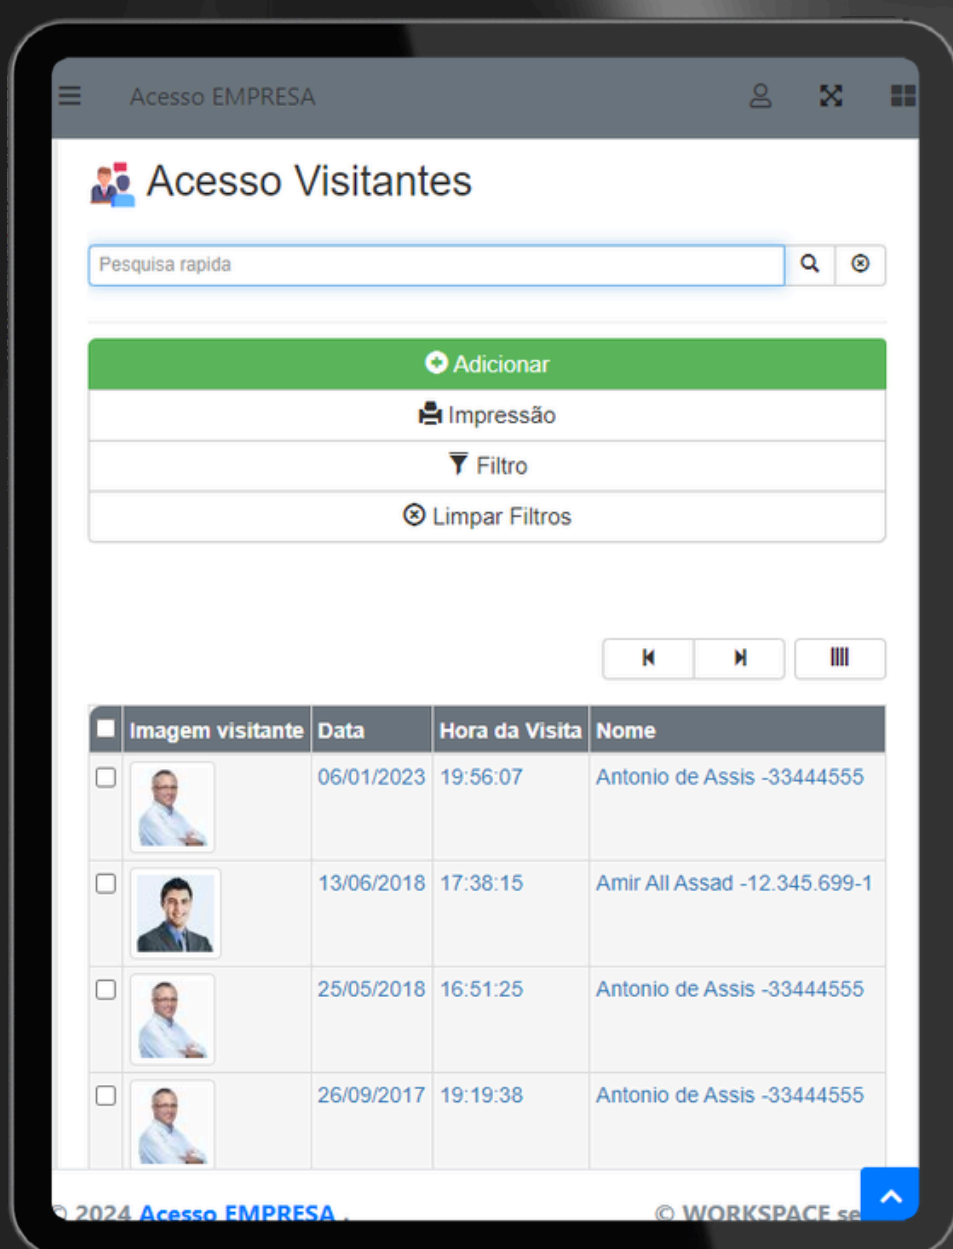 Acesso EMPRESA
Acesso Visitantes
Pesquisa rapida
Adicionar
Impressão
Filtro
Limpar Filtros
Imagem visitante Data Hora da Visita Nome
06/01/2023 19:56:07 Antonio de Assis -33444555
13/06/2018 17:38:15 Amir All Assad -12.345.699-1
25/05/2018 16:51:25 Antonio de Assis -33444555
26/09/2017 19:19:38 Antonio de Assis -33444555
© 2024 Acesso EMPRESA . © WORKSPACE se